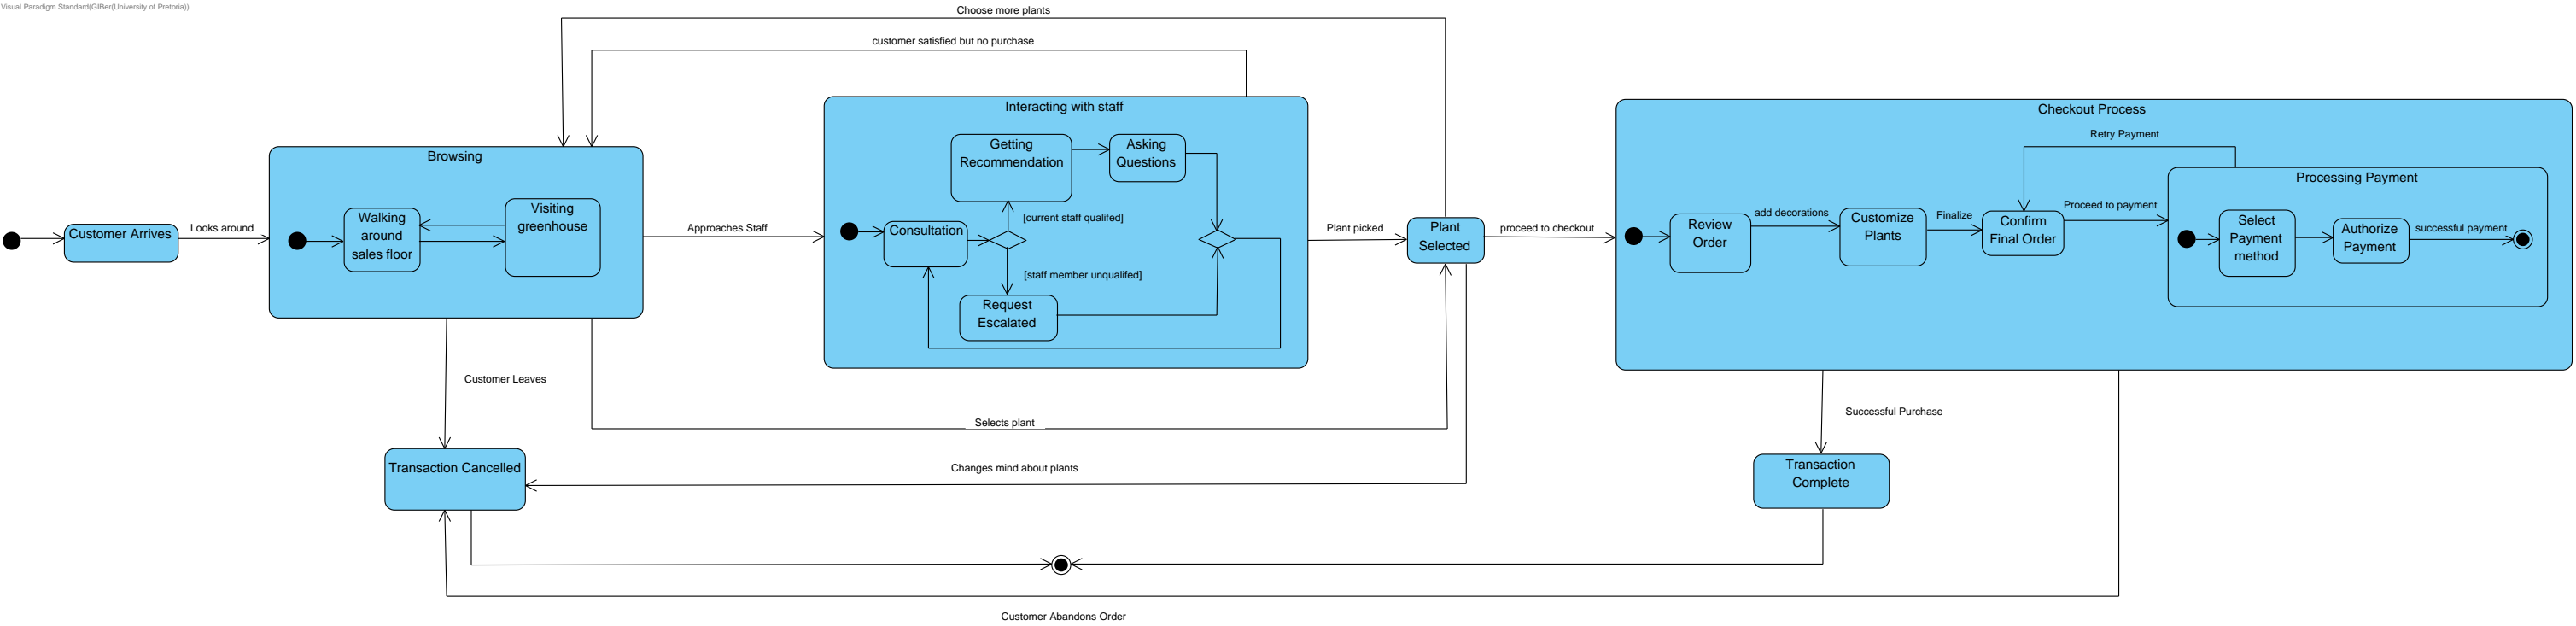 Visual Paradigm Standard(GIBer(University of Pretoria))
Choose more plants
customer satisfied but no purchase
Interacting with staff
Checkout Process
Retry Payment
Browsing
Getting
Recommendation
Asking
Questions
Processing Payment
Customer Arrives
Looks around
Walking
around
sales floor
Visiting
greenhouse
Approaches Staff
Consultation
[current staff qualifed]
[staff member unqualifed]
Request
Escalated
Plant picked
Plant
Selected
proceed to checkout
Review
Order
add decorations
Customize
Plants
Finalize
Confirm
Final Order
Proceed to payment
Select
Payment
method
Authorize
Payment
successful payment
Customer Leaves
Selects plant
Successful Purchase
Transaction Cancelled
Changes mind about plants
Transaction
Complete
Customer Abandons Order